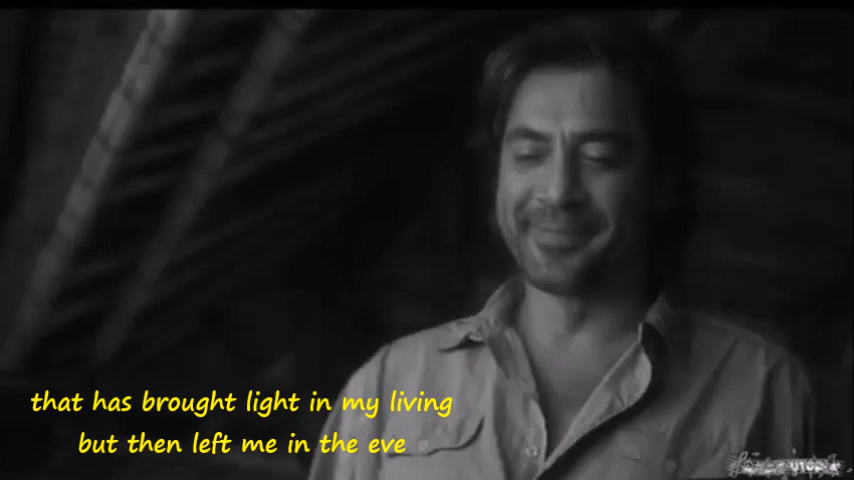 that has brought light in my living
but then left me in the eve